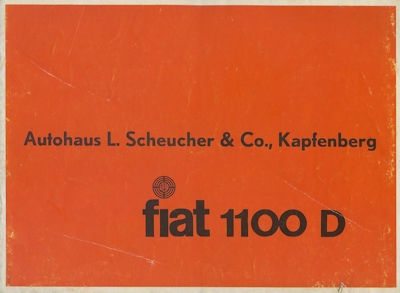 Autohaus L. Scheucher & Co., Kapfenberg
fiat 1100 D